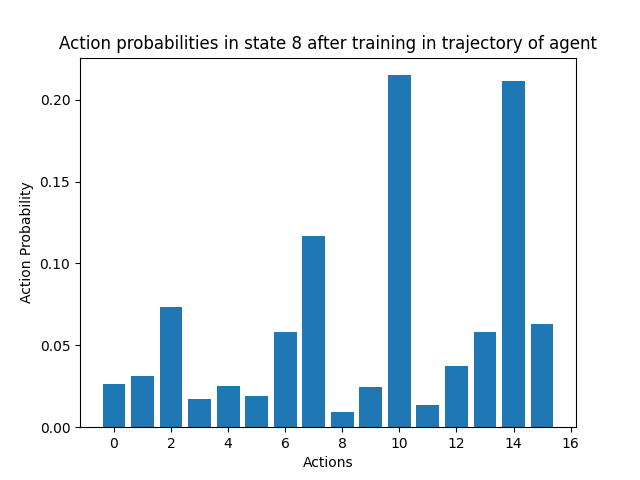 Action probabilities in state 8 after training in trajectory of agent
0.20
0.15
0.10
0.05
0.00
Action Probability
0 2 4 6 8 10 12 14 16
Actions